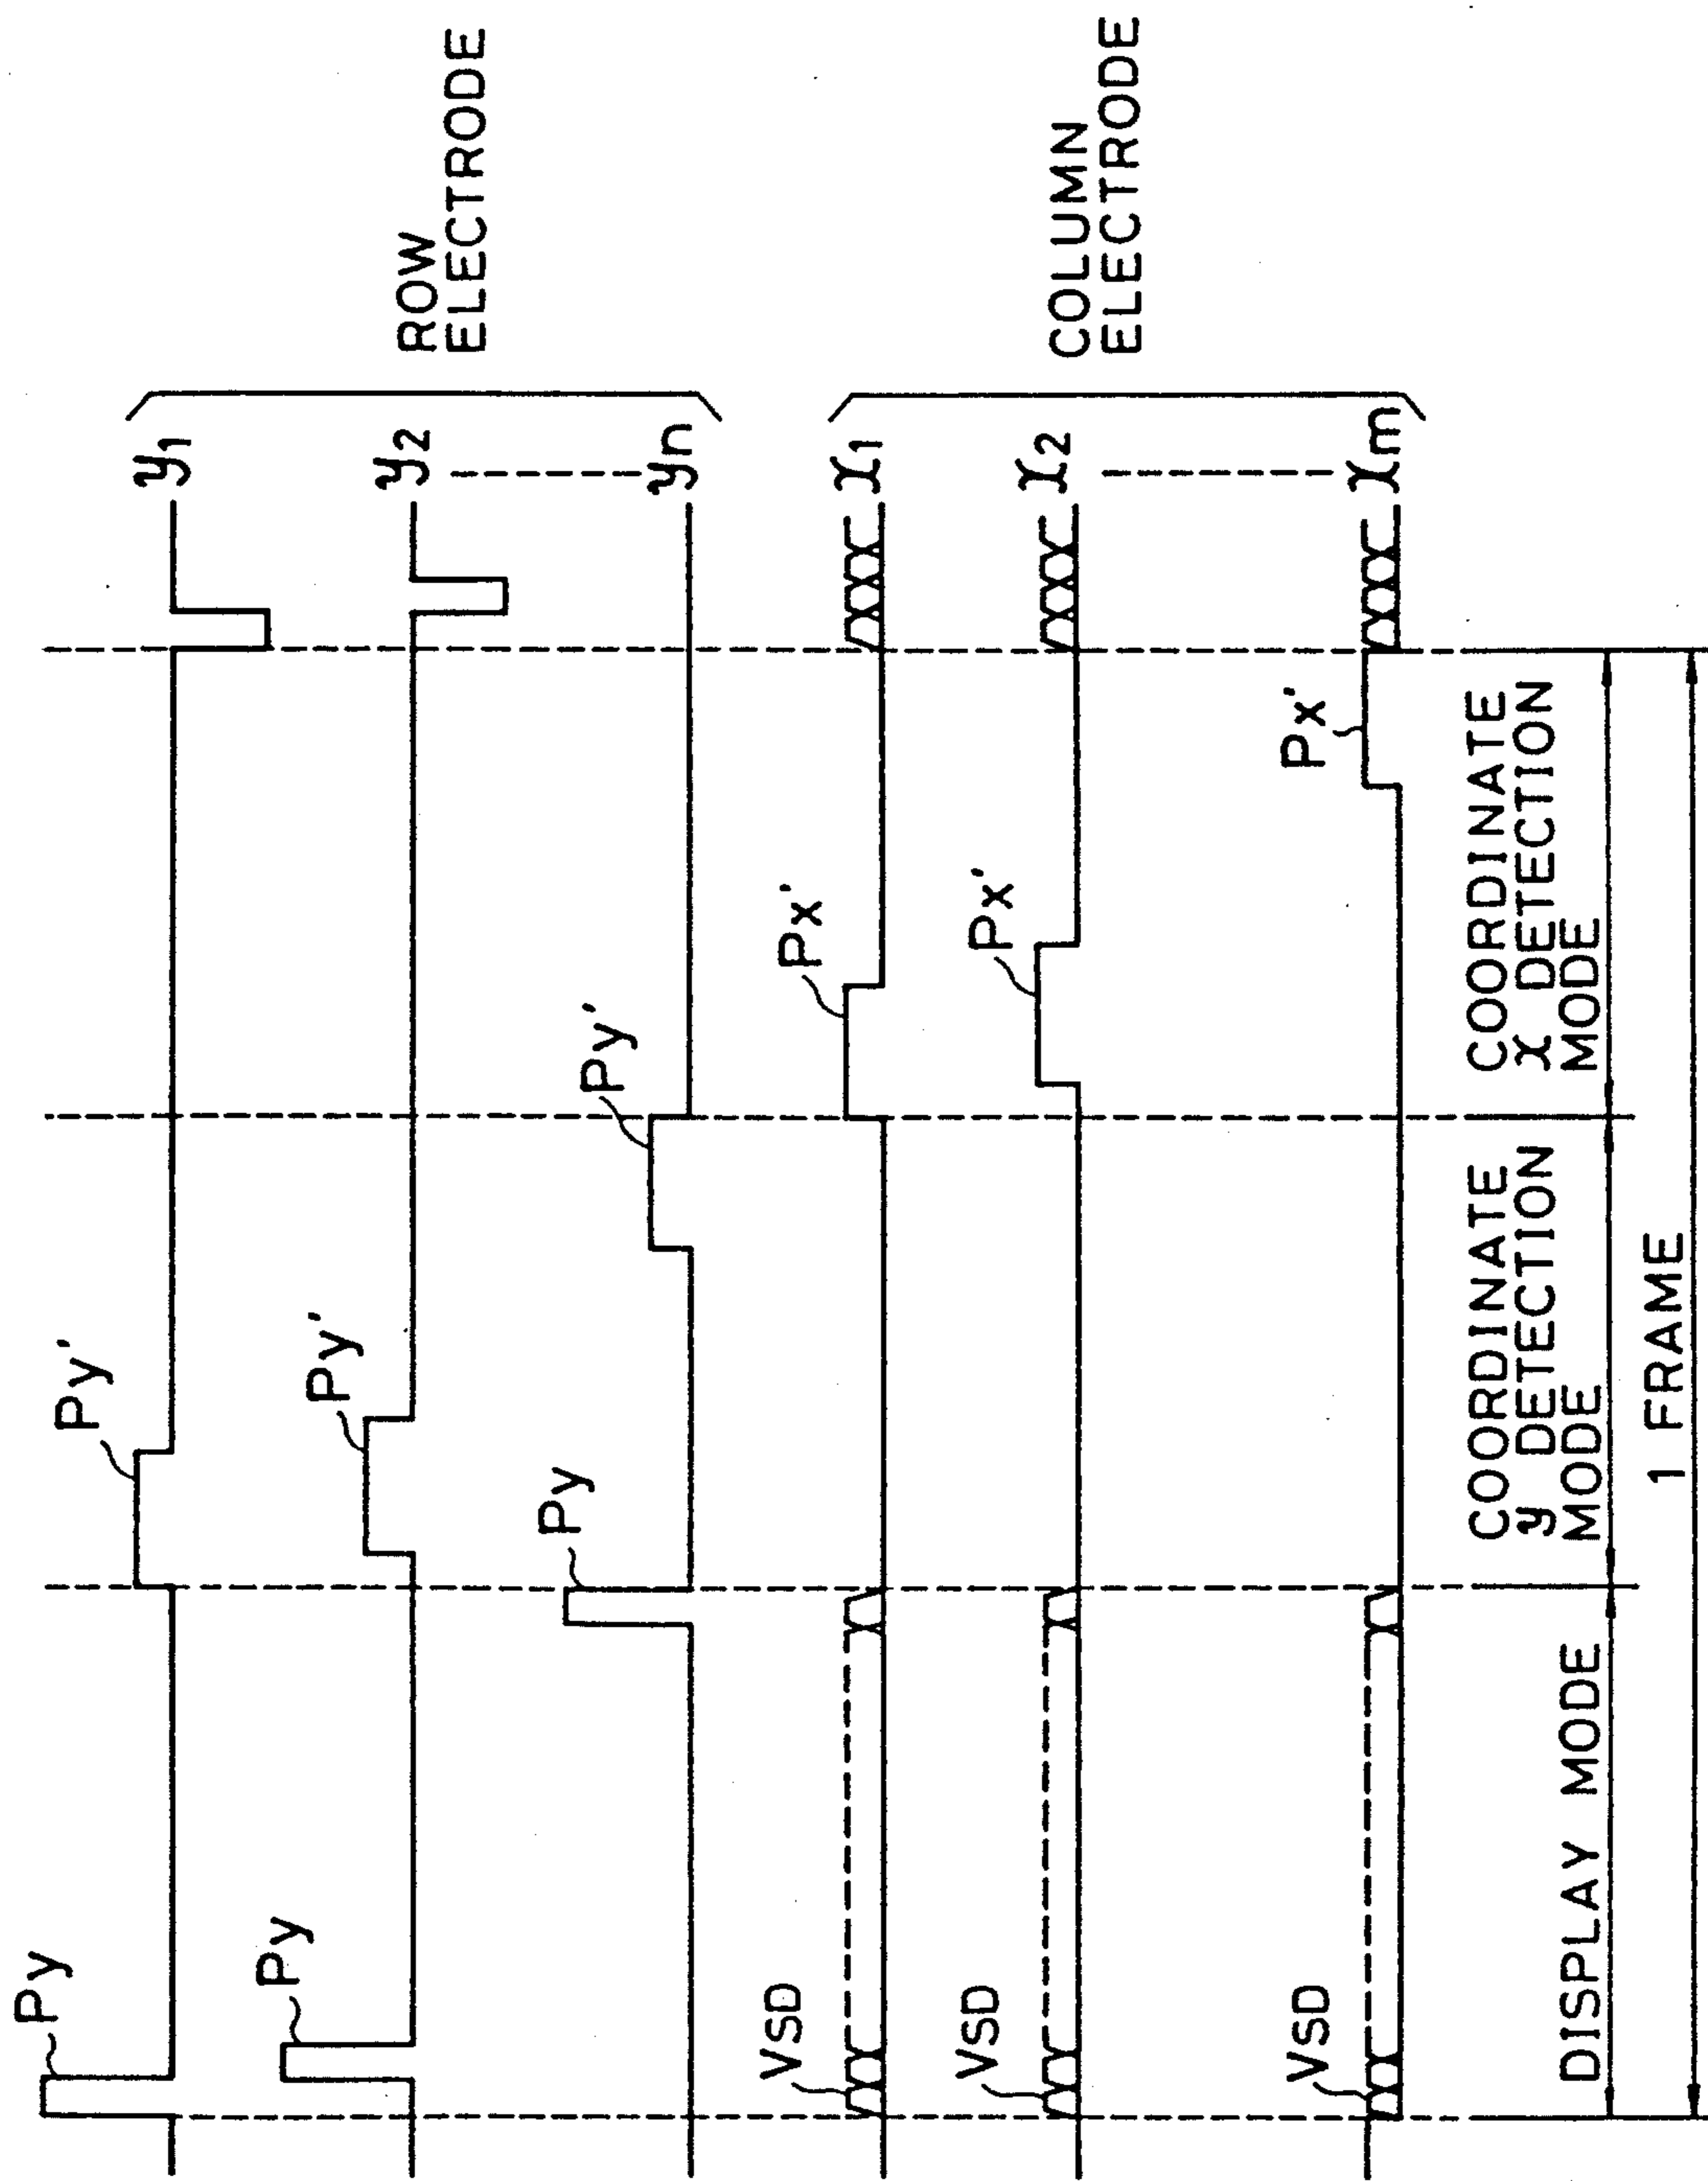 Py
Py'
y1
Py
Py'
y2
Py
Py'
yn
ROW
ELECTRODE
VSD
Px'
x1
VSD
Px'
x2
VSD
Px'
xm
COLUMN
ELECTRODE
DISPLAY MODE
COORDINATE
y DETECTION
MODE
COORDINATE
x DETECTION
MODE
1 FRAME